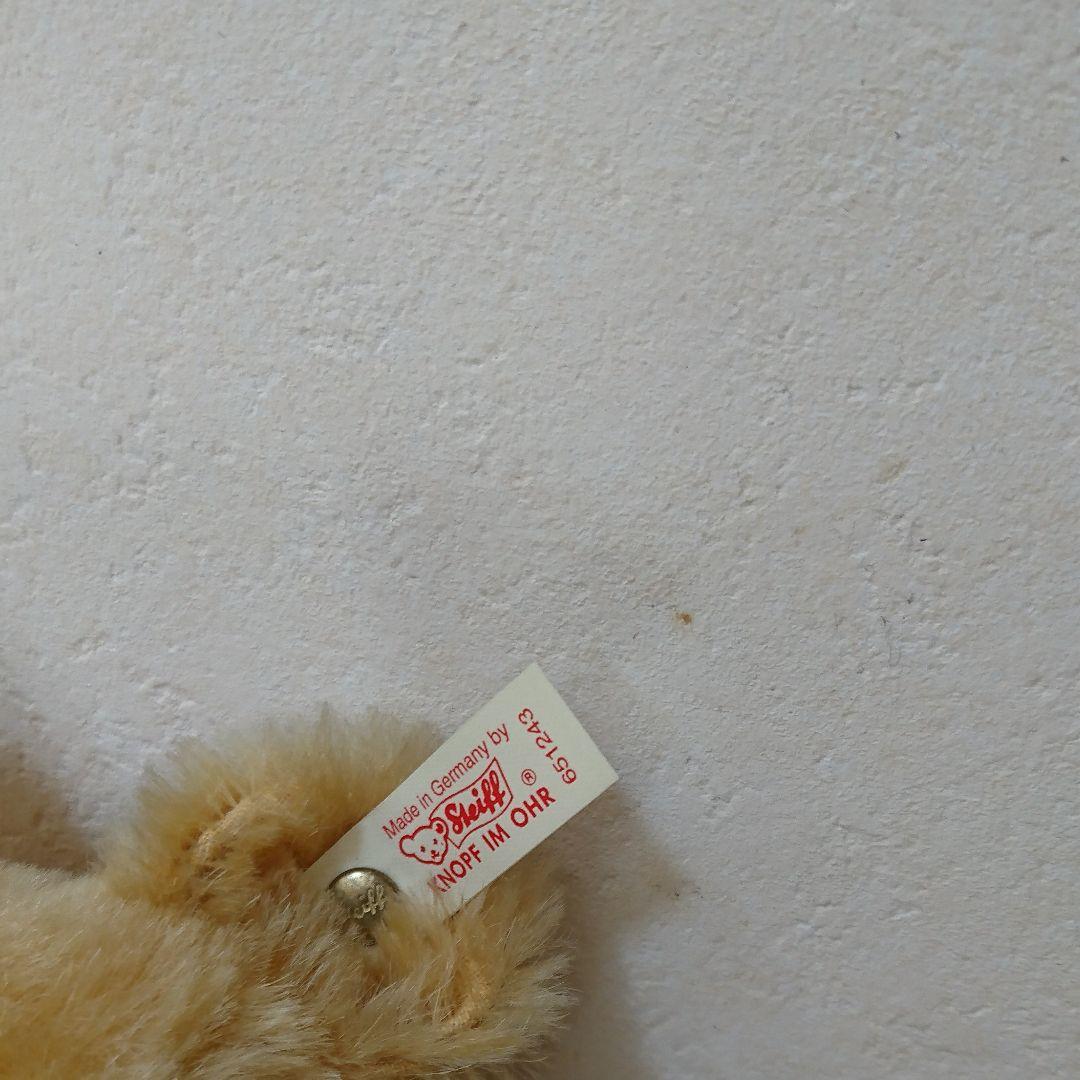 Made in Germany by
Steiff ®
KNOPF IM OHR
651243